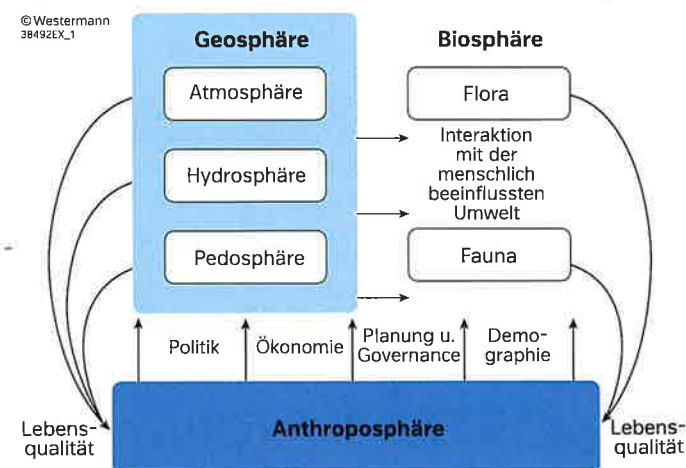 © Westermann
38492EX_1
Geosphäre
Biosphäre
Atmosphäre
Flora
Hydrosphäre
Interaktion
mit der
menschlich
beeinflussten
Umwelt
Pedosphäre
Fauna
Politik
Ökonomie
Planung u.
Governance
Demo-
graphie
Lebens-
qualität
Anthroposphäre
Lebens-
qualität